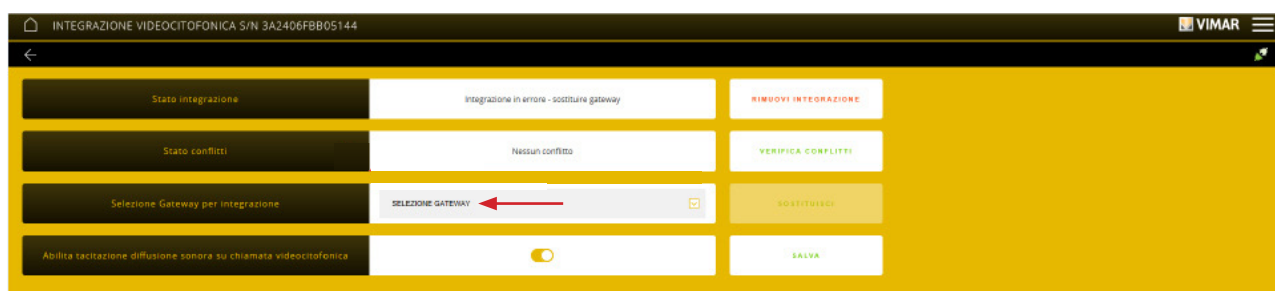 INTEGRAZIONE VIDEOCITOFONICA S/N 3A2406FBB05144
VIMAR
Stato integrazione
Integrazione in errore - sostituire gateway
RIMUOVI INTEGRAZIONE
Stato conflitti
Nessun conflitto
VERIFICA CONFLITTI
Selezione Gateway per integrazione
SELEZIONE GATEWAY
SOSTITUISCI
Abilita tacitazione diffusione sonora su chiamata videocitofonica
SALVA